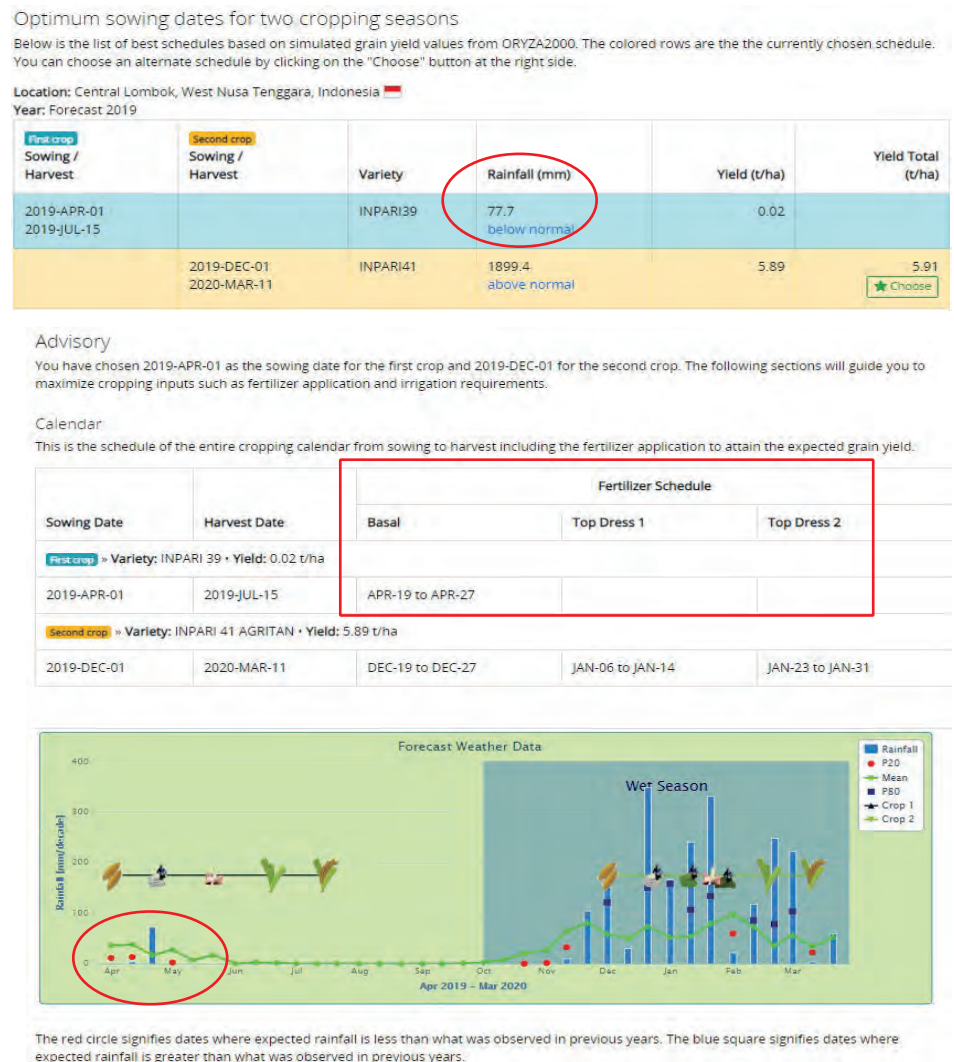 Optimum sowing dates for two cropping seasons
Below is the list of best schedules based on simulated grain yield values from ORYZA2000. The colored rows are the the currently chosen schedule.
You can choose an alternate schedule by clicking on the "Choose" button at the right side.
Location: Central Lombok, West Nusa Tenggara, Indonesia
Year: Forecast 2019
First crop Second crop
Sowing / Sowing / Yield Total
Harvest Harvest Variety Rainfall (mm) Yield (t/ha) (t/ha)
2019-APR-01 INPARI39 77.7 0.02
2019-JUL-15 below normal
2019-DEC-01 INPARI41 1899.4 5.89 5.91
2020-MAR-11 above normal Choose
Advisory
You have chosen 2019-APR-01 as the sowing date for the first crop and 2019-DEC-01 for the second crop. The following sections will guide you to
maximize cropping inputs such as fertilizer application and irrigation requirements.
Calendar
This is the schedule of the entire cropping calendar from sowing to harvest including the fertilizer application to attain the expected grain yield.
Fertilizer Schedule
Sowing Date Harvest Date Basal Top Dress 1 Top Dress 2
First crop » Variety: INPARI 39 • Yield: 0.02 t/ha
2019-APR-01 2019-JUL-15 APR-19 to APR-27
Second crop » Variety: INPARI 41 AGRITAN • Yield: 5.89 t/ha
2019-DEC-01 2020-MAR-11 DEC-19 to DEC-27 JAN-06 to JAN-14 JAN-23 to JAN-31
Forecast Weather Data
Wet Season
Rainfall
P20
Mean
P80
Crop 1
Crop 2
Rainfall [mm/decade]
400
300
200
100
0
Apr May Jun Jul Aug Sep Oct Nov Dec Jan Feb Mar
Apr 2019 – Mar 2020
The red circle signifies dates where expected rainfall is less than what was observed in previous years. The blue square signifies dates where
expected rainfall is greater than what was observed in previous years.